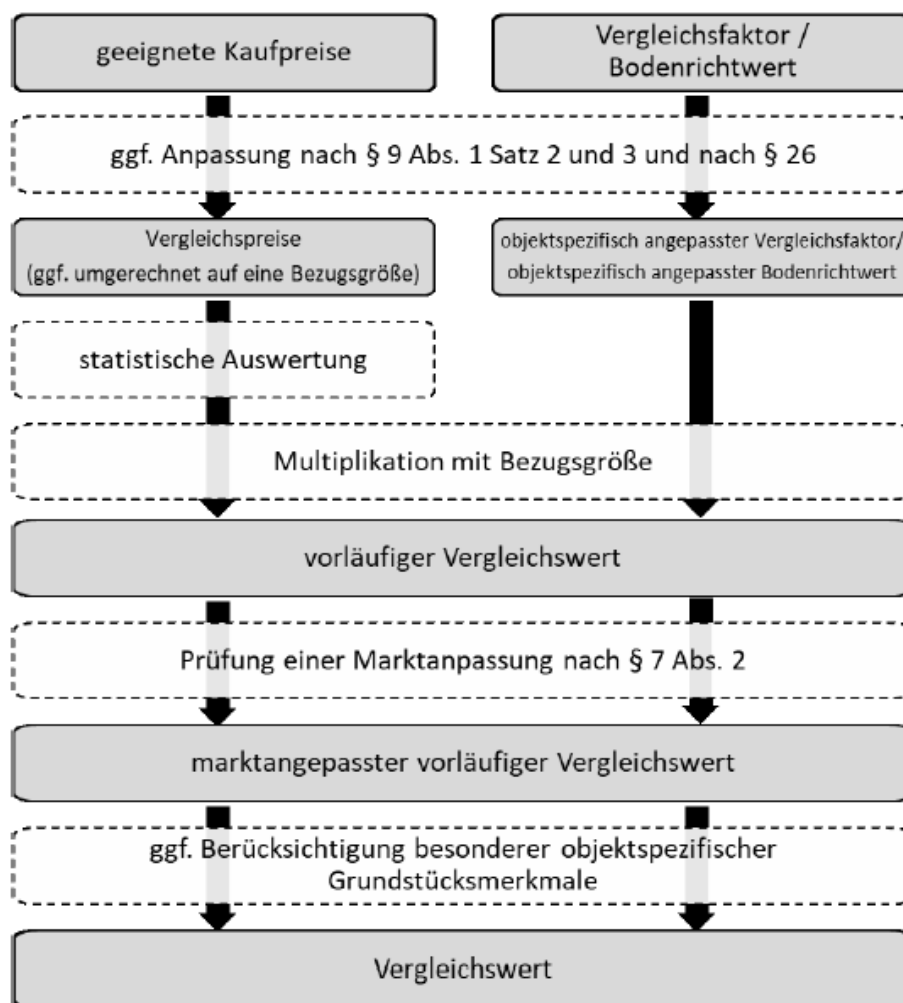 geeignete Kaufpreise
Vergleichsfaktor /
Bodenrichtwert
ggf. Anpassung nach § 9 Abs. 1 Satz 2 und 3 und nach § 26
Vergleichspreise
(ggf. umgerechnet auf eine Bezugsgröße)
objektspezifisch angepasster Vergleichsfaktor/
objektspezifisch angepasster Bodenrichtwert
statistische Auswertung
Multiplikation mit Bezugsgröße
vorläufiger Vergleichswert
Prüfung einer Marktanpassung nach § 7 Abs. 2
marktangepasster vorläufiger Vergleichswert
ggf. Berücksichtigung besonderer objektspezifischer
Grundstücksmerkmale
Vergleichswert